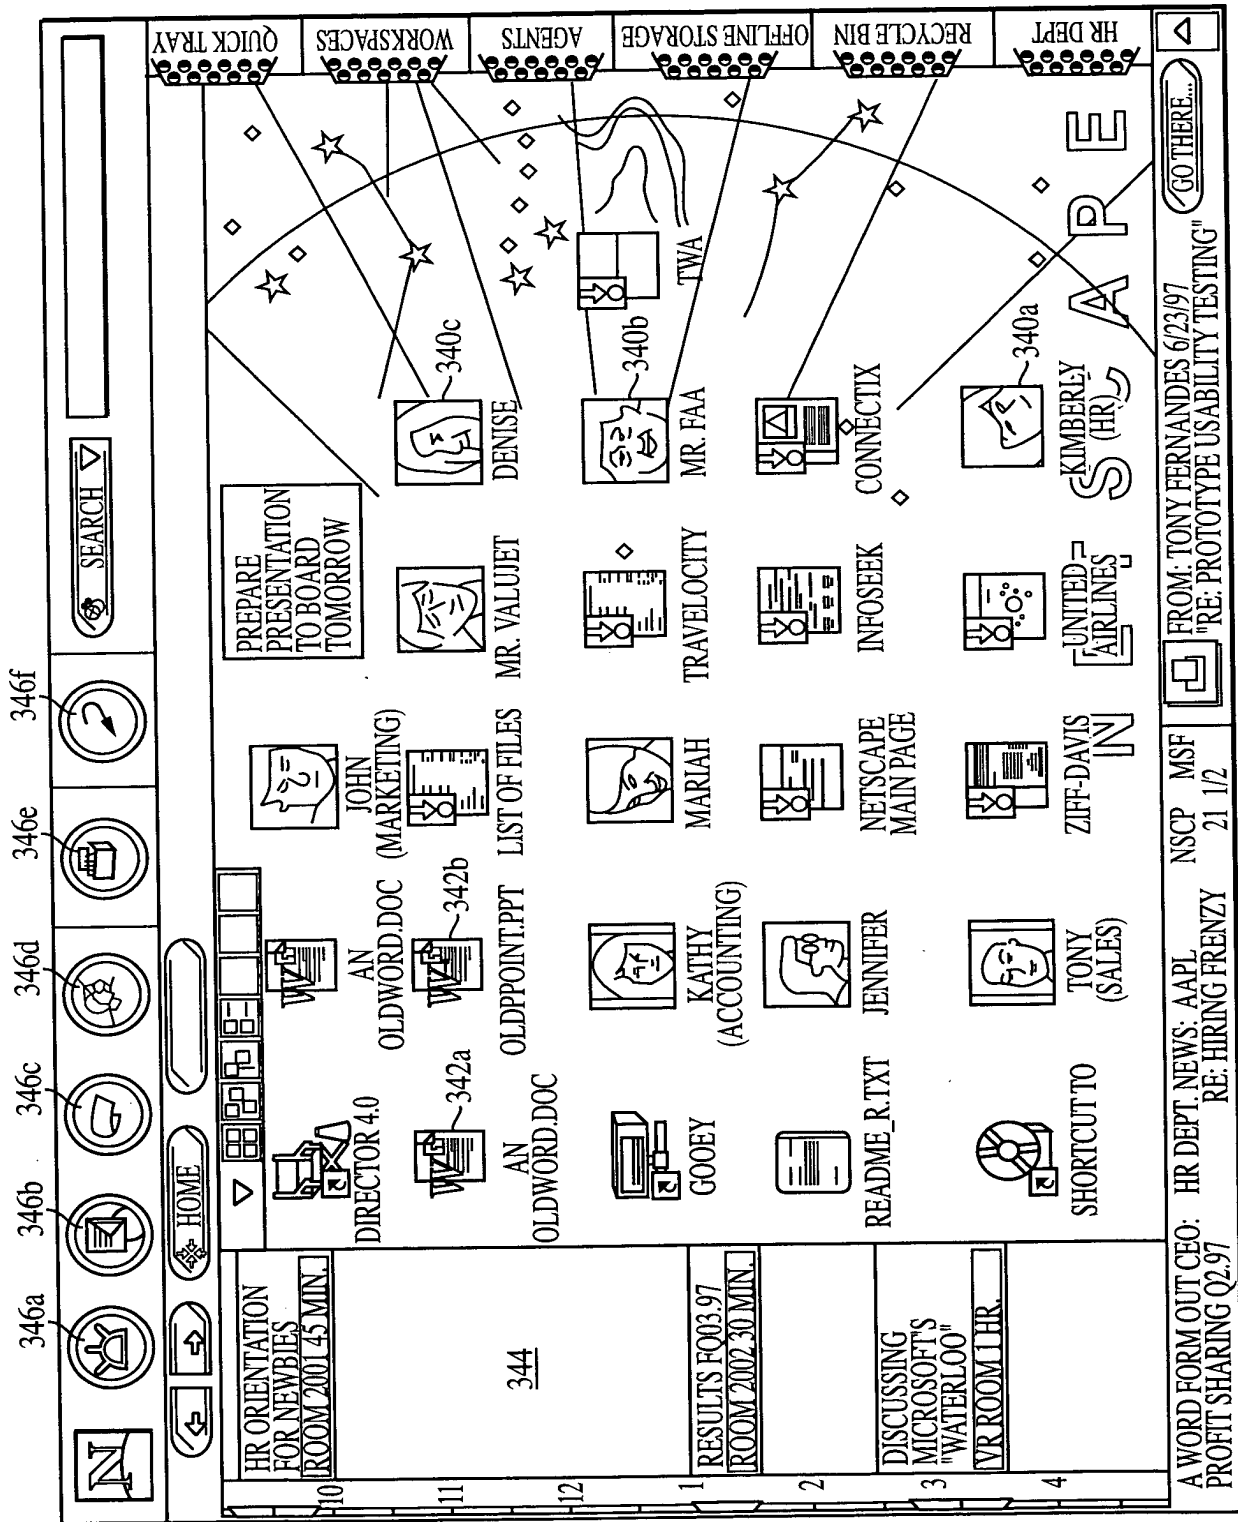 346a
346b
346c
346d
346e
346f
N
SEARCH
HOME
QUICK TRAY
WORKSPACES
AGENTS
OFFLINE STORAGE
RECYCLE BIN
HR DEPT
10
11
12
1
2
3
4
HR ORIENTATION
FOR NEWBIES
ROOM 2001 45 MIN.
344
RESULTS FQ03.97
ROOM 2002 30 MIN.
DISCUSSING
MICROSOFT'S
"WATERLOO"
VR ROOM 1 HR.
DIRECTOR 4.0
AN
OLDWORD.DOC
JOHN
(MARKETING)
PREPARE
PRESENTATION
TO BOARD
TOMORROW
342a
AN
OLDWORD.DOC
342b
OLDPPOINT.PPT
LIST OF FILES
MR. VALUJET
340c
DENISE
GOOEY
KATHY
(ACCOUNTING)
MARIAH
TRAVELOCITY
340b
MR. FAA
TWA
README_R.TXT
JENNIFER
NETSCAPE
MAIN PAGE
INFOSEEK
CONNECTIX
SHORTCUT TO
TONY
(SALES)
ZIFF-DAVIS
UNITED
AIRLINES
340a
KIMBERLY
(HR)
NETSCAPE
A WORD FORM OUT CEO:
PROFIT SHARING Q2.97
HR DEPT. NEWS: AAPL
RE: HIRING FRENZY
NSCP MSF
21 1/2
FROM: TONY FERNANDES 6/23/97
"RE: PROTOTYPE USABILITY TESTING"
GO THERE...